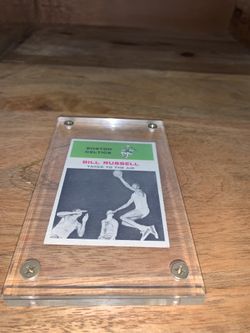 BOSTON
CELTICS
BILL RUSSELL
TAKES TO THE AIR